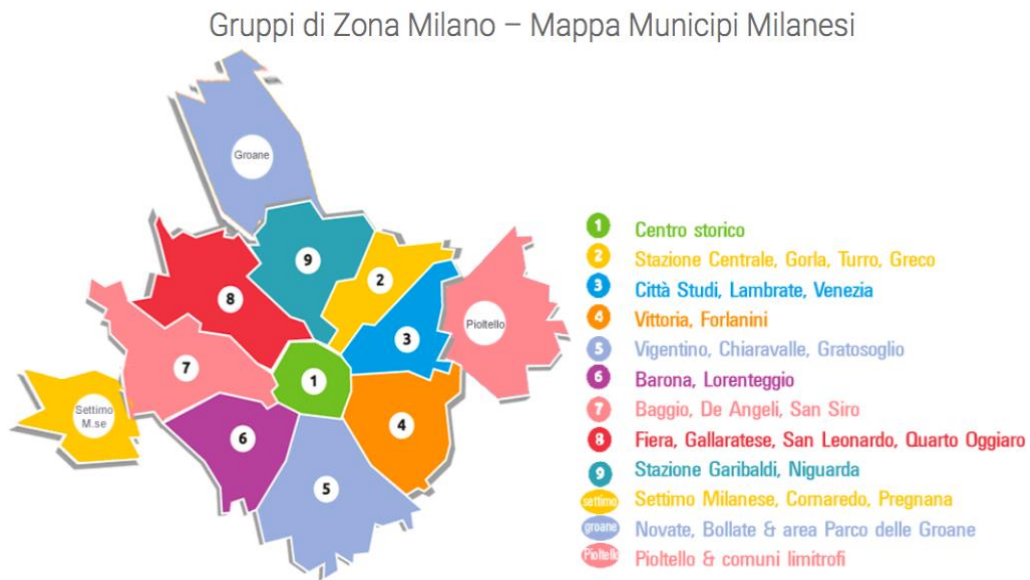 Gruppi di Zona Milano – Mappa Municipi Milanesi
Groane
9
2
8
3
Pioltello
7
1
Settimo
M.se
6
4
5
1 Centro storico
2 Stazione Centrale, Gorla, Turro, Greco
3 Città Studi, Lambrate, Venezia
4 Vittoria, Forlanini
5 Vigentino, Chiaravalle, Gratosoglio
6 Barona, Lorenteggio
7 Baggio, De Angeli, San Siro
8 Fiera, Gallaratese, San Leonardo, Quarto Oggiaro
9 Stazione Garibaldi, Niguarda
settimo Settimo Milanese, Cornaredo, Pregnana
groane Novate, Bollate & area Parco delle Groane
Pioltello Pioltello & comuni limitrofi